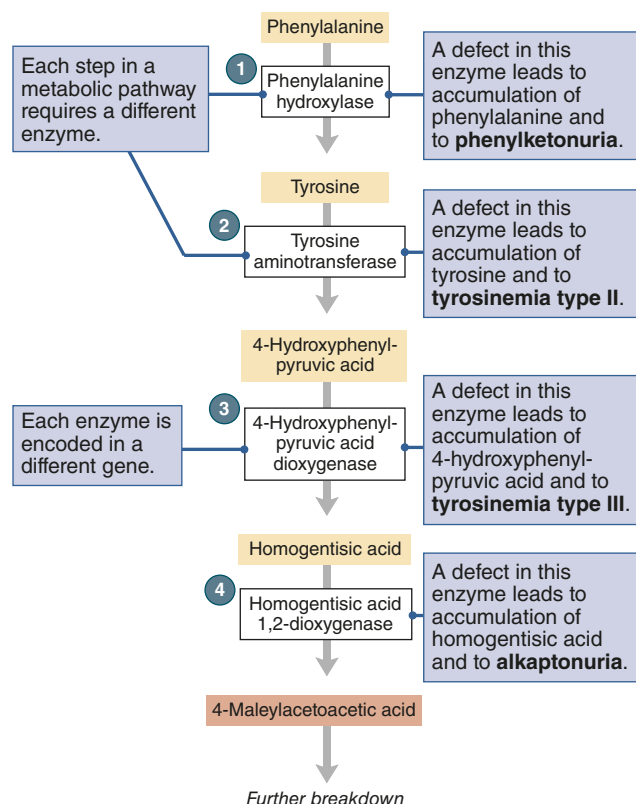 Phenylalanine
Each step in a
metabolic pathway
requires a different
enzyme.
1
Phenylalanine
hydroxylase
A defect in this
enzyme leads to
accumulation of
phenylalanine and
to phenylketonuria.
Tyrosine
2
Tyrosine
aminotransferase
A defect in this
enzyme leads to
accumulation of
tyrosine and to
tyrosinemia type II.
4-Hydroxyphenyl-
pyruvic acid
Each enzyme is
encoded in a
different gene.
3
4-Hydroxyphenyl-
pyruvic acid
dioxygenase
A defect in this
enzyme leads to
accumulation of
4-hydroxyphenyl-
pyruvic acid and to
tyrosinemia type III.
Homogentisic acid
4
Homogentisic acid
1,2-dioxygenase
A defect in this
enzyme leads to
accumulation of
homogentisic acid
and to alkaptonuria.
4-Maleylacetoacetic acid
Further breakdown